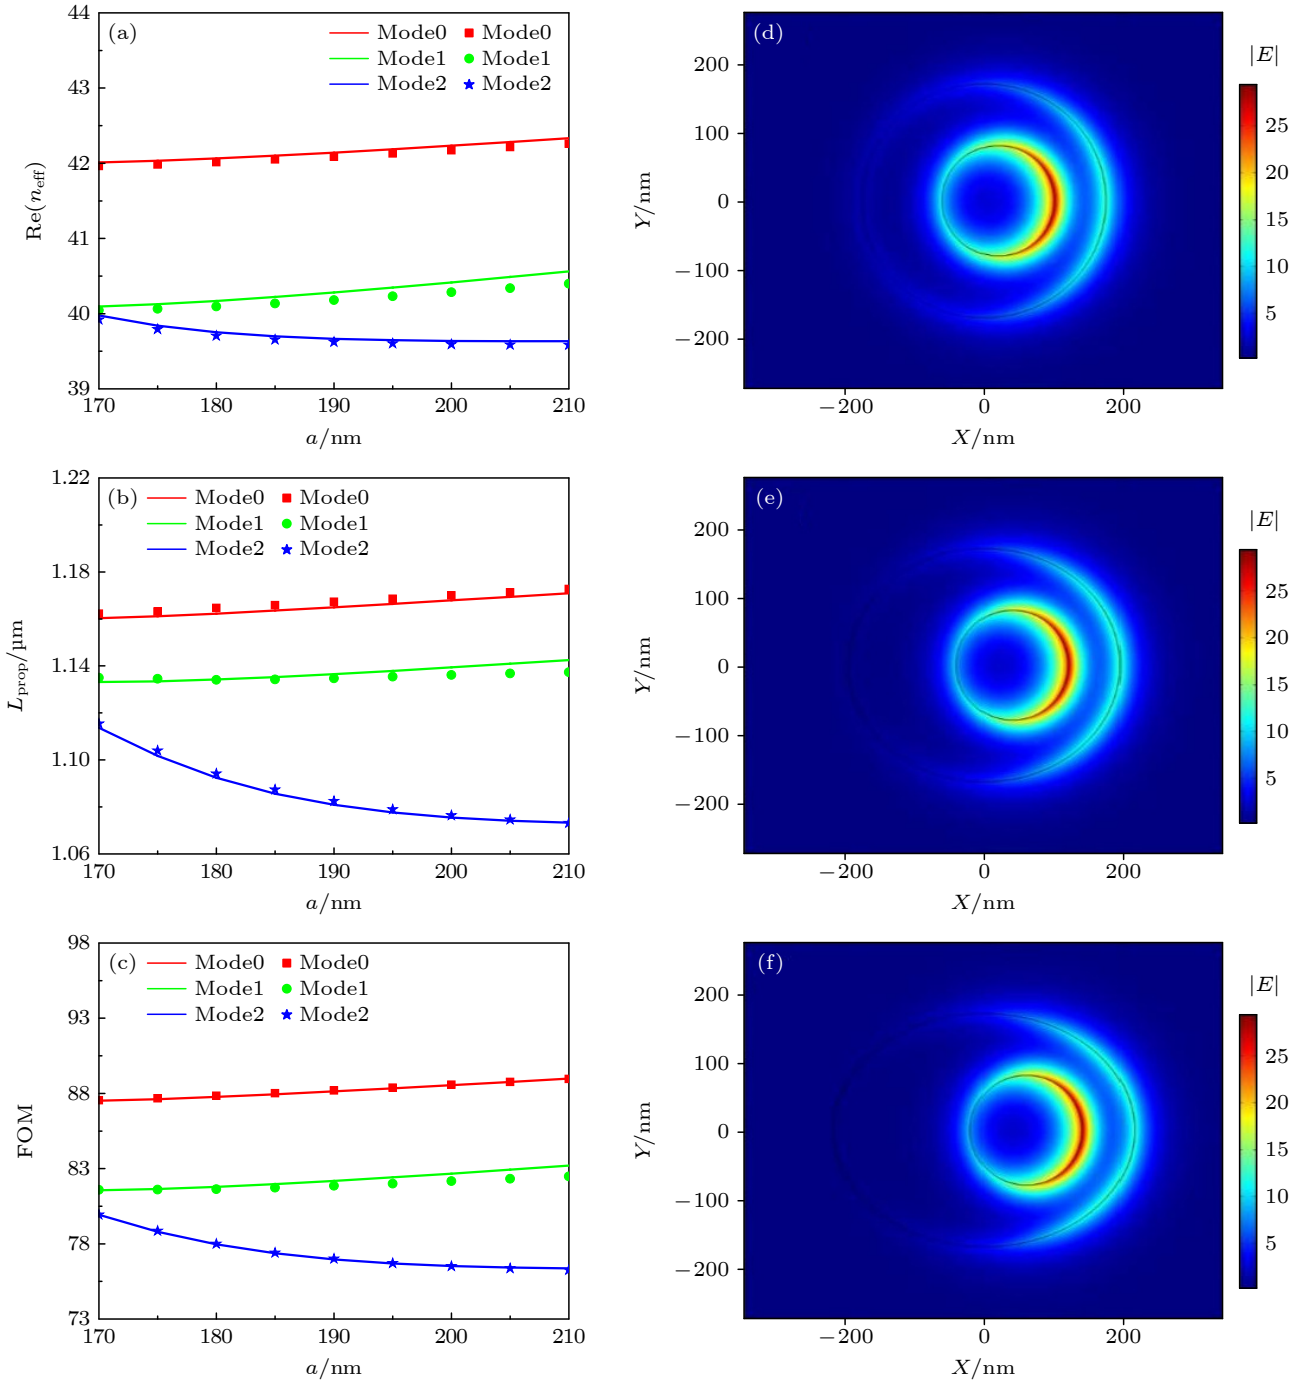 (a)
Mode0 Mode0
Mode1 Mode1
Mode2 Mode2
44
43
42
41
40
39
Re(n_eff)
170 180 190 200 210
a/nm
(d)
200
100
0
−100
−200
Y/nm
−200 0 200
X/nm
|E|
25
20
15
10
5
(b)
Mode0 Mode0
Mode1 Mode1
Mode2 Mode2
1.22
1.18
1.14
1.10
1.06
L_prop/μm
170 180 190 200 210
a/nm
(e)
200
100
0
−100
−200
Y/nm
−200 0 200
X/nm
|E|
25
20
15
10
5
(c)
Mode0 Mode0
Mode1 Mode1
Mode2 Mode2
98
93
88
83
78
73
FOM
170 180 190 200 210
a/nm
(f)
200
100
0
−100
−200
Y/nm
−200 0 200
X/nm
|E|
25
20
15
10
5